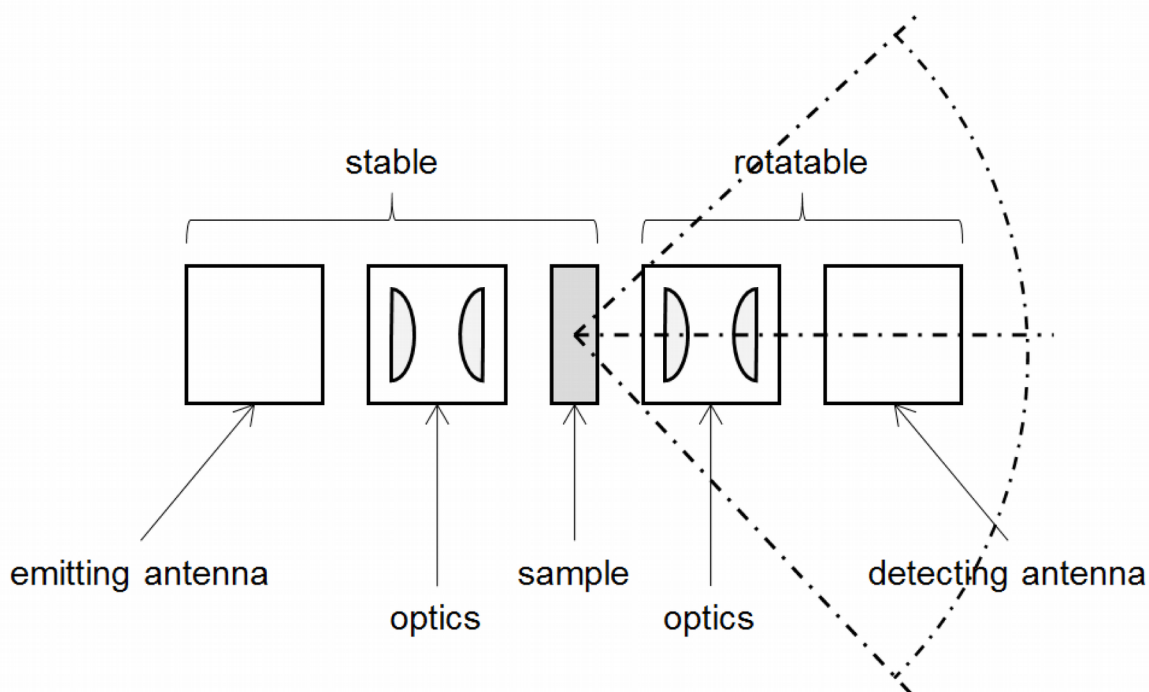 stable
rotatable
emitting antenna
sample
detecting antenna
optics
optics